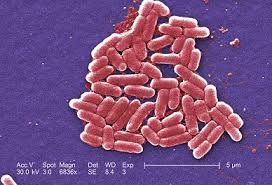 Acc.V Spot Magn Det WD Exp
30.0 kV 3.0 6836x SE 8.4 3 5 µm